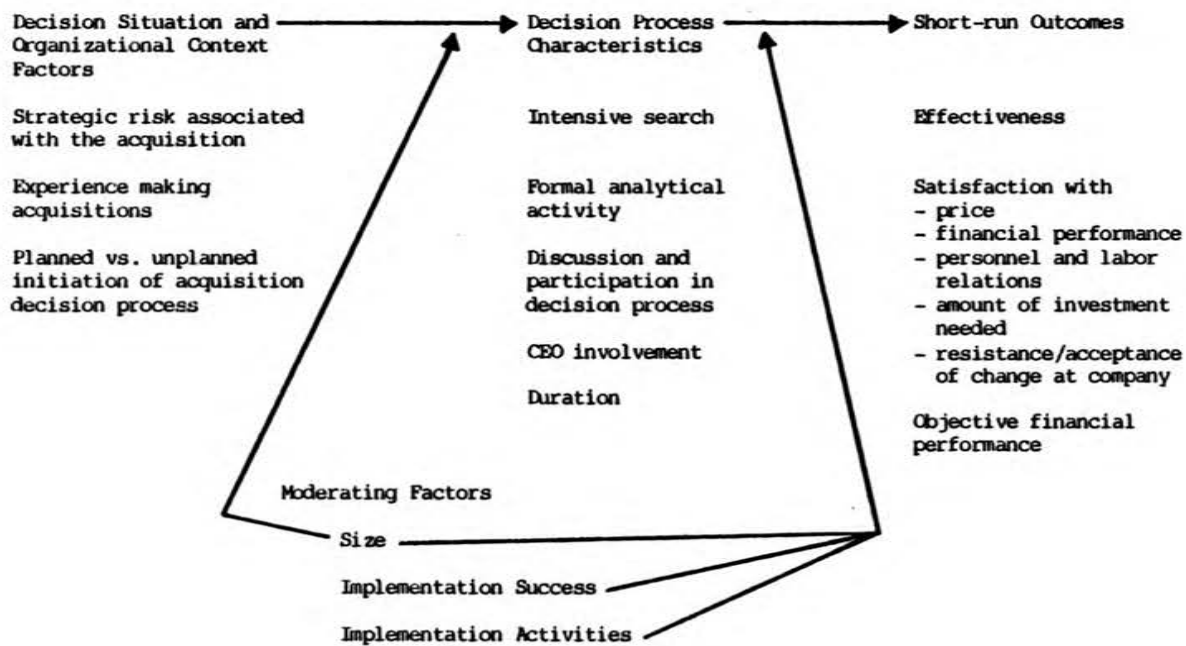 Decision Situation and
Organizational Context
Factors
Strategic risk associated
with the acquisition
Experience making
acquisitions
Planned vs. unplanned
initiation of acquisition
decision process
Decision Process
Characteristics
Intensive search
Formal analytical
activity
Discussion and
participation in
decision process
CEO involvement
Duration
Short-run Outcomes
Effectiveness
Satisfaction with
- price
- financial performance
- personnel and labor
relations
- amount of investment
needed
- resistance/acceptance
of change at company
Objective financial
performance
Moderating Factors
Size
Implementation Success
Implementation Activities